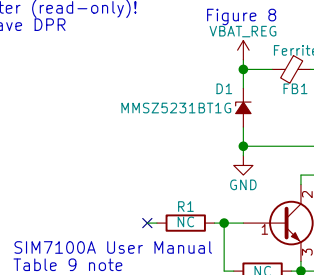 ter (read-only)!
ave DPR
Figure 8
VBAT_REG
Ferrite
FB1
D1
MMSZ5231BT1G
GND
R1
NC
1
2
3
NC
SIM7100A User Manual
Table 9 note